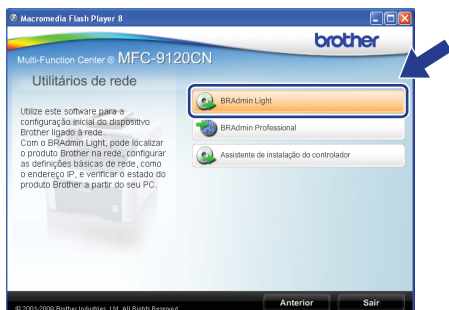 Macromedia Flash Player 8
brother
Multi-Function Center ® MFC-9120CN
Utilitários de rede
Utilize este software para a
configuração inicial do dispositivo
Brother ligado à rede.
Com o BRAdmin Light, pode localizar
o produto Brother na rede, configurar
as definições básicas de rede, como
o endereço IP, e verificar o estado do
produto Brother a partir do seu PC.
BRAdmin Light
BRAdmin Professional
Assistente de instalação do controlador
Anterior
Sair
© 2001-2009 Brother Industries, Ltd. All Rights Reserved.